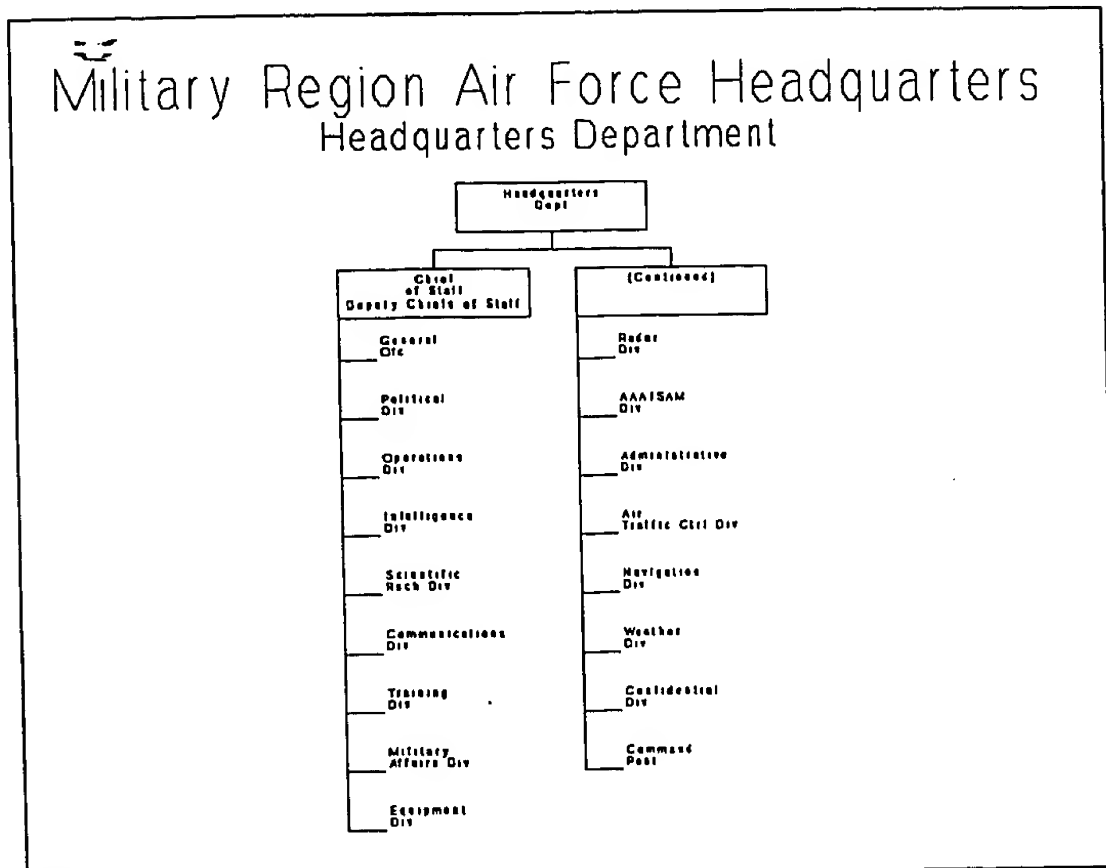 Military Region Air Force Headquarters
Headquarters Department
Headquarters
Dept
Chief
of Staff
Deputy Chiefs of Staff
General
Ofc
Political
Div
Operations
Div
Intelligence
Div
Scientific
Rsch Div
Communications
Div
Training
Div
Military
Affairs Div
Equipment
Div
(Continued)
Radar
Div
AAA/SAM
Div
Administrative
Div
Air
Traffic Ctrl Div
Navigation
Div
Weather
Div
Confidential
Div
Command
Post